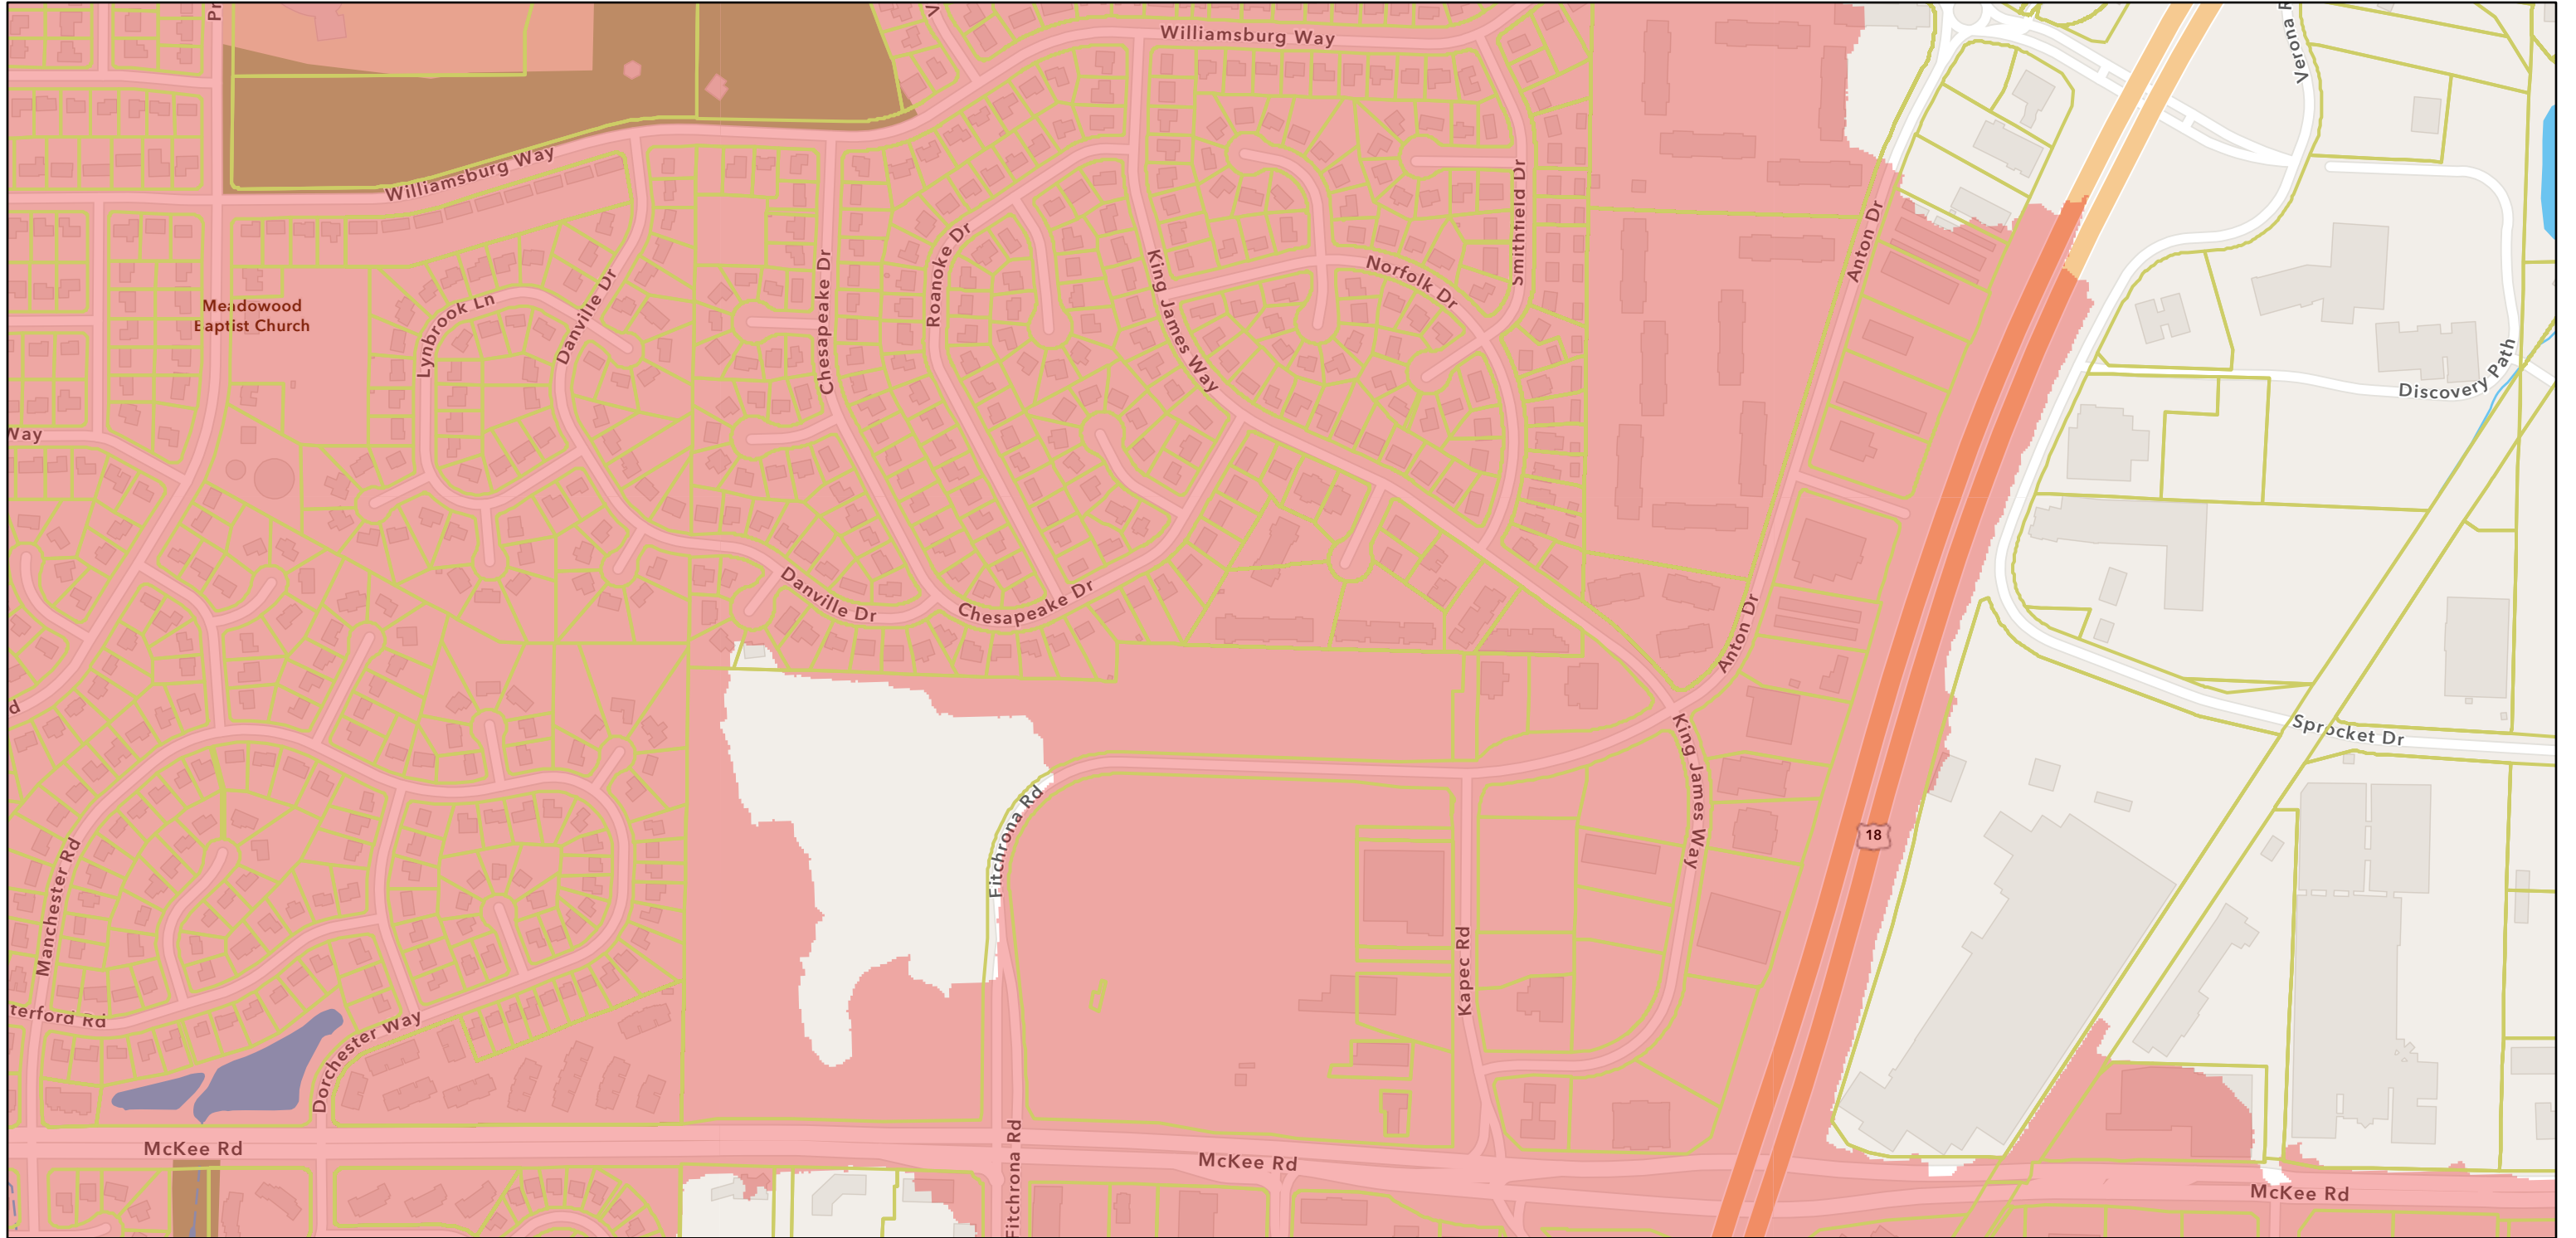 Williamsburg Way
Verona
Williamsburg Way
Smithfield Dr
Anton Dr
Roanoke Dr
King James Way
Norfolk Dr
Chesapeake Dr
Meadowood
Baptist Church
Lynbrook Ln
Danville Dr
Discovery Path
Way
Danville Dr
Chesapeake Dr
Anton Dr
d
Sprocket Dr
King James Way
Fitchrona Rd
18
Manchester Rd
Kapec Rd
terford Rd
Dorchester Way
McKee Rd
Fitchrona Rd
McKee Rd
McKee Rd